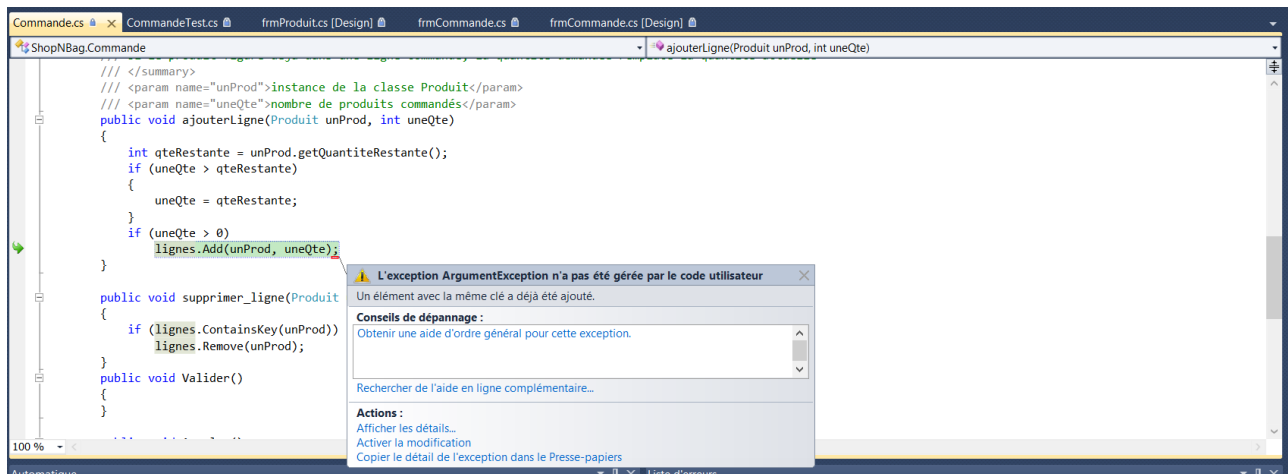 Commande.cs CommandeTest.cs frmProduit.cs [Design] frmCommande.cs frmCommande.cs [Design]
ShopNBag.Commande ajouterLigne(Produit unProd, int uneQte)
/// </summary>
/// <param name="unProd">instance de la classe Produit</param>
/// <param name="uneQte">nombre de produits commandés</param>
public void ajouterLigne(Produit unProd, int uneQte)
{
int qteRestante = unProd.getQuantiteRestante();
if (uneQte > qteRestante)
{
uneQte = qteRestante;
}
if (uneQte > 0)
lignes.Add(unProd, uneQte);
}
public void supprimer_ligne(Produit
{
if (lignes.ContainsKey(unProd))
lignes.Remove(unProd);
}
public void Valider()
{
}
L'exception ArgumentException n'a pas été gérée par le code utilisateur
Un élément avec la même clé a déjà été ajouté.
Conseils de dépannage :
Obtenir une aide d'ordre général pour cette exception.
Rechercher de l'aide en ligne complémentaire...
Actions :
Afficher les détails...
Activer la modification
Copier le détail de l'exception dans le Presse-papiers
100 %
Automatique Liste d'erreurs